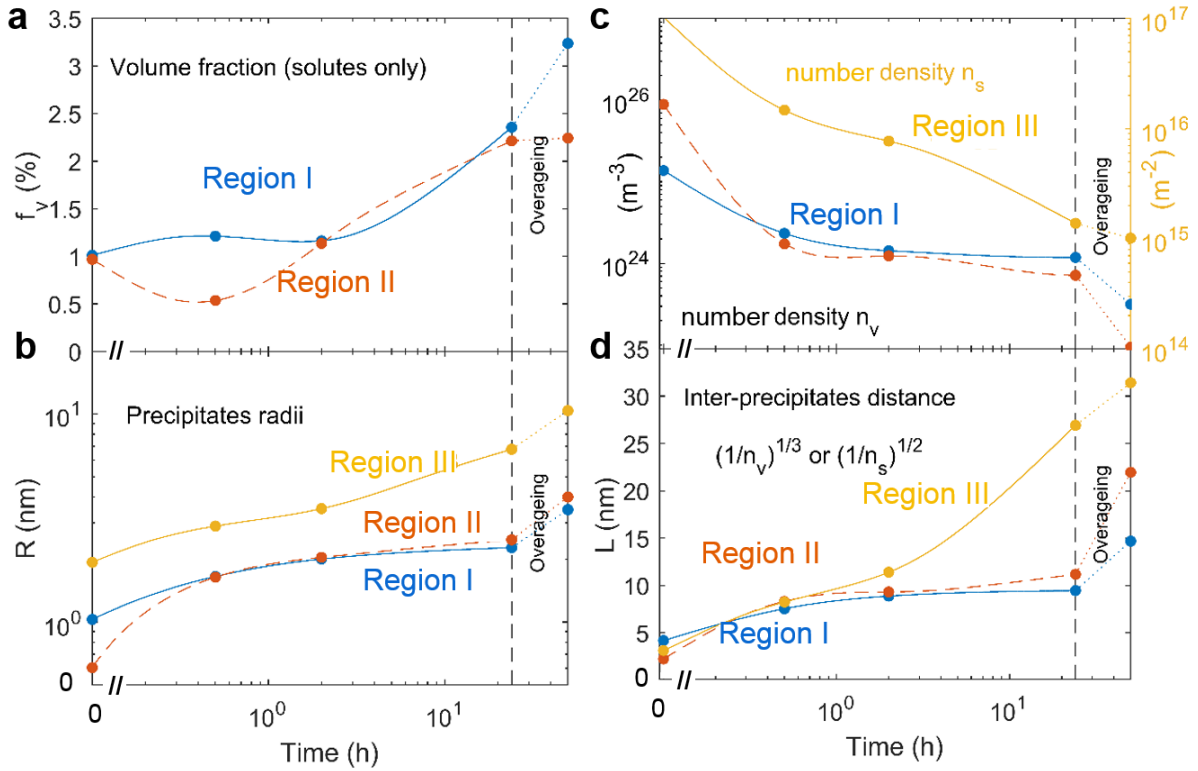 a
3.5
3
2.5
2
1.5
1
0.5
0
f_v (%)
Volume fraction (solutes only)
Region I
Region II
Overageing
//
b
10^1
10^0
0
R (nm)
Precipitates radii
Region III
Region II
Region I
Overageing
//
0
10^0
10^1
Time (h)
c
10^26
10^24
(m^-3)
number density n_s
Region III
Region I
number density n_v
Overageing
10^17
10^16
10^15
10^14
(m^-2)
//
d
35
30
25
20
15
10
5
0
L (nm)
Inter-precipitates distance
(1/n_v)^1/3 or (1/n_s)^1/2
Region III
Region II
Region I
Overageing
//
0
10^0
10^1
Time (h)